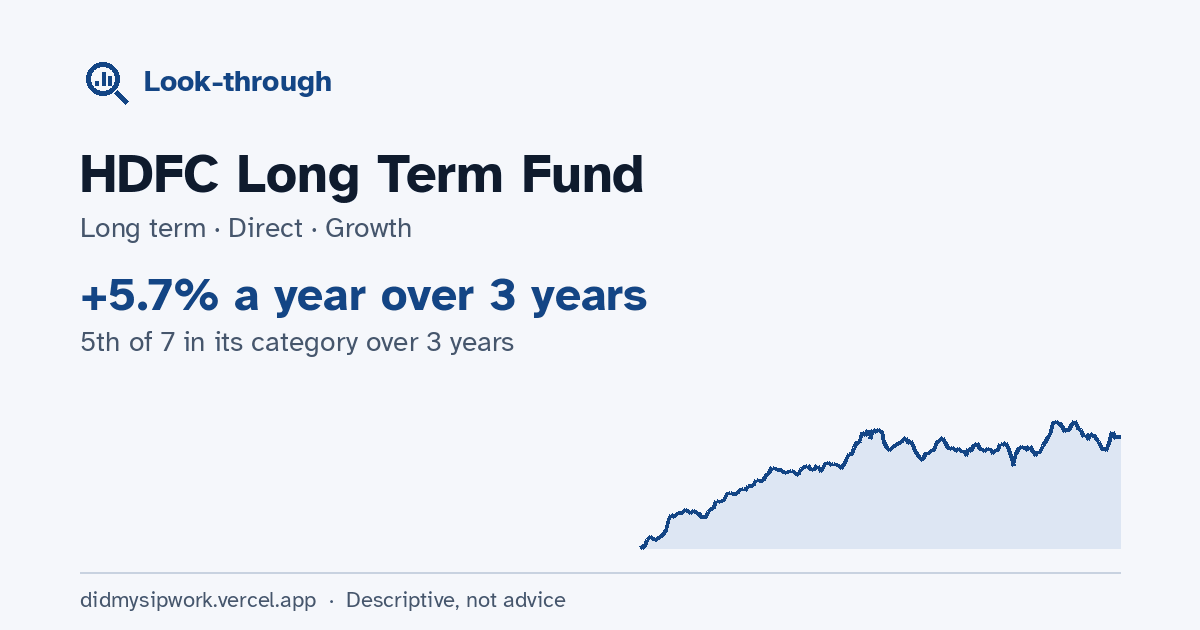 Look-through
HDFC Long Term Fund
Long term · Direct · Growth
+5.7% a year over 3 years
5th of 7 in its category over 3 years
didmysipwork.vercel.app · Descriptive, not advice